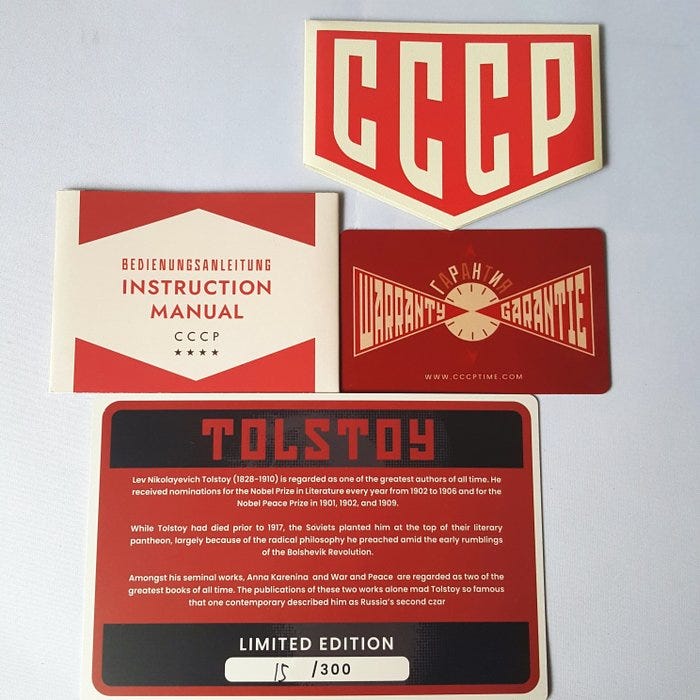 CCCP
BEDIENUNGSANLEITUNG
INSTRUCTION
MANUAL
CCCP
★★★★
ГАРАНТИЯ
WARRANTY GARANTIE
WWW.CCCPTIME.COM
TOLSTOY
Lev Nikolayevich Tolstoy (1828-1910) is regarded as one of the greatest authors of all time. He
received nominations for the Nobel Prize in Literature every year from 1902 to 1906 and for the
Nobel Peace Prize in 1901, 1902, and 1909.
While Tolstoy had died prior to 1917, the Soviets planted him at the top of their literary
pantheon, largely because of the radical philosophy he preached amid the early rumblings
of the Bolshevik Revolution.
Amongst his seminal works, Anna Karenina and War and Peace are regarded as two of the
greatest books of all time. The publications of these two works alone mad Tolstoy so famous
that one contemporary described him as Russia's second czar
LIMITED EDITION
15 /300